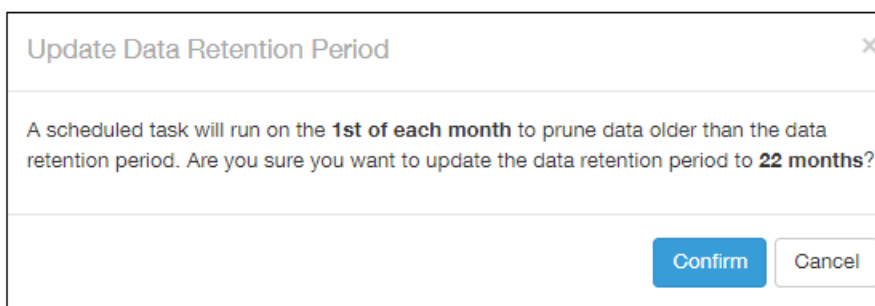 Update Data Retention Period ×
A scheduled task will run on the 1st of each month to prune data older than the data
retention period. Are you sure you want to update the data retention period to 22 months?
Confirm Cancel